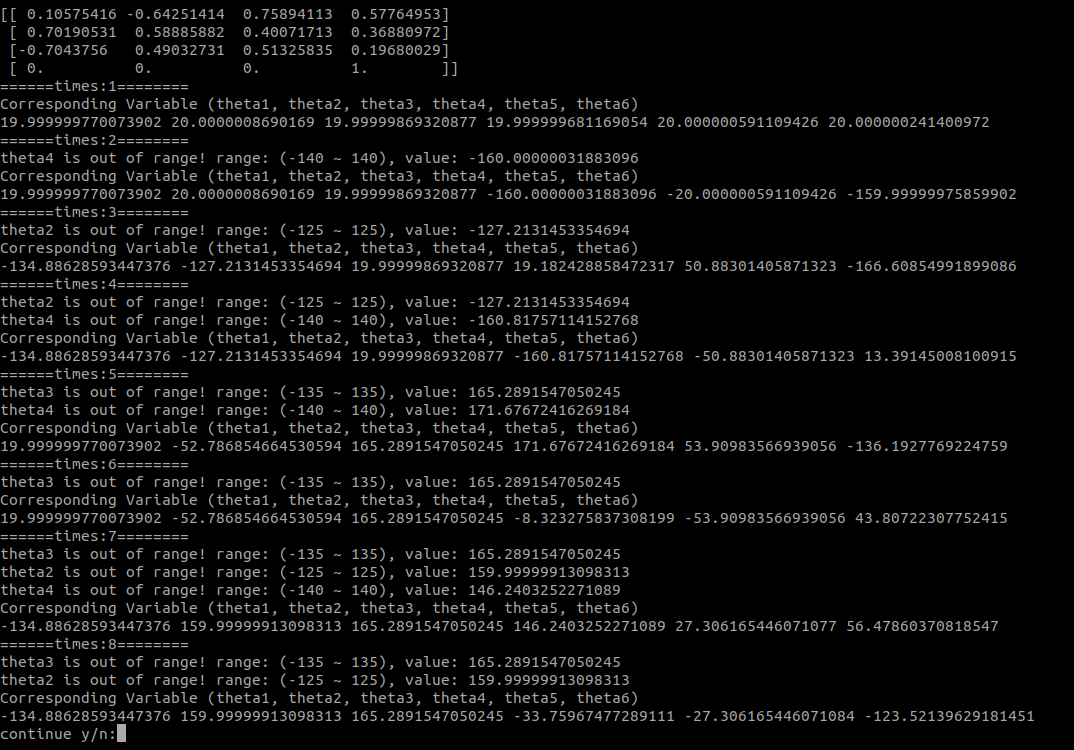 [[ 0.10575416 -0.64251414  0.75894113  0.57764953]
 [ 0.70190531  0.58885882  0.40071713  0.36880972]
 [-0.7043756   0.49032731  0.51325835  0.19680029]
 [ 0.          0.          0.          1.        ]]
======times:1========
Corresponding Variable (theta1, theta2, theta3, theta4, theta5, theta6)
19.999999770073902 20.0000008690169 19.99999869320877 19.999999681169054 20.000000591109426 20.000000241400972
======times:2========
theta4 is out of range! range: (-140 ~ 140), value: -160.00000031883096
Corresponding Variable (theta1, theta2, theta3, theta4, theta5, theta6)
19.999999770073902 20.0000008690169 19.99999869320877 -160.00000031883096 -20.000000591109426 -159.99999975859902
======times:3========
theta2 is out of range! range: (-125 ~ 125), value: -127.2131453354694
Corresponding Variable (theta1, theta2, theta3, theta4, theta5, theta6)
-134.88628593447376 -127.2131453354694 19.99999869320877 19.182428858472317 50.88301405871323 -166.60854991899086
======times:4========
theta2 is out of range! range: (-125 ~ 125), value: -127.2131453354694
theta4 is out of range! range: (-140 ~ 140), value: -160.81757114152768
Corresponding Variable (theta1, theta2, theta3, theta4, theta5, theta6)
-134.88628593447376 -127.2131453354694 19.99999869320877 -160.81757114152768 -50.88301405871323 13.39145008100915
======times:5========
theta3 is out of range! range: (-135 ~ 135), value: 165.2891547050245
theta4 is out of range! range: (-140 ~ 140), value: 171.67672416269184
Corresponding Variable (theta1, theta2, theta3, theta4, theta5, theta6)
19.999999770073902 -52.786854664530594 165.2891547050245 171.67672416269184 53.90983566939056 -136.1927769224759
======times:6========
theta3 is out of range! range: (-135 ~ 135), value: 165.2891547050245
Corresponding Variable (theta1, theta2, theta3, theta4, theta5, theta6)
19.999999770073902 -52.786854664530594 165.2891547050245 -8.323275837308199 -53.90983566939056 43.80722307752415
======times:7========
theta3 is out of range! range: (-135 ~ 135), value: 165.2891547050245
theta2 is out of range! range: (-125 ~ 125), value: 159.99999913098313
theta4 is out of range! range: (-140 ~ 140), value: 146.2403252271089
Corresponding Variable (theta1, theta2, theta3, theta4, theta5, theta6)
-134.88628593447376 159.99999913098313 165.2891547050245 146.2403252271089 27.306165446071077 56.47860370818547
======times:8========
theta3 is out of range! range: (-135 ~ 135), value: 165.2891547050245
theta2 is out of range! range: (-125 ~ 125), value: 159.99999913098313
Corresponding Variable (theta1, theta2, theta3, theta4, theta5, theta6)
-134.88628593447376 159.99999913098313 165.2891547050245 -33.75967477289111 -27.306165446071084 -123.52139629181451
continue y/n: